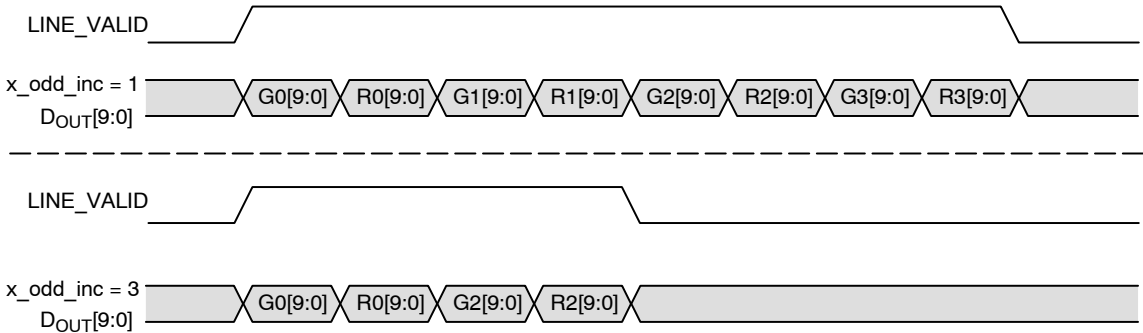 LINE_VALID
x_odd_inc = 1
G0[9:0] R0[9:0] G1[9:0] R1[9:0] G2[9:0] R2[9:0] G3[9:0] R3[9:0]
DOUT[9:0]
LINE_VALID
x_odd_inc = 3
G0[9:0] R0[9:0] G2[9:0] R2[9:0]
DOUT[9:0]